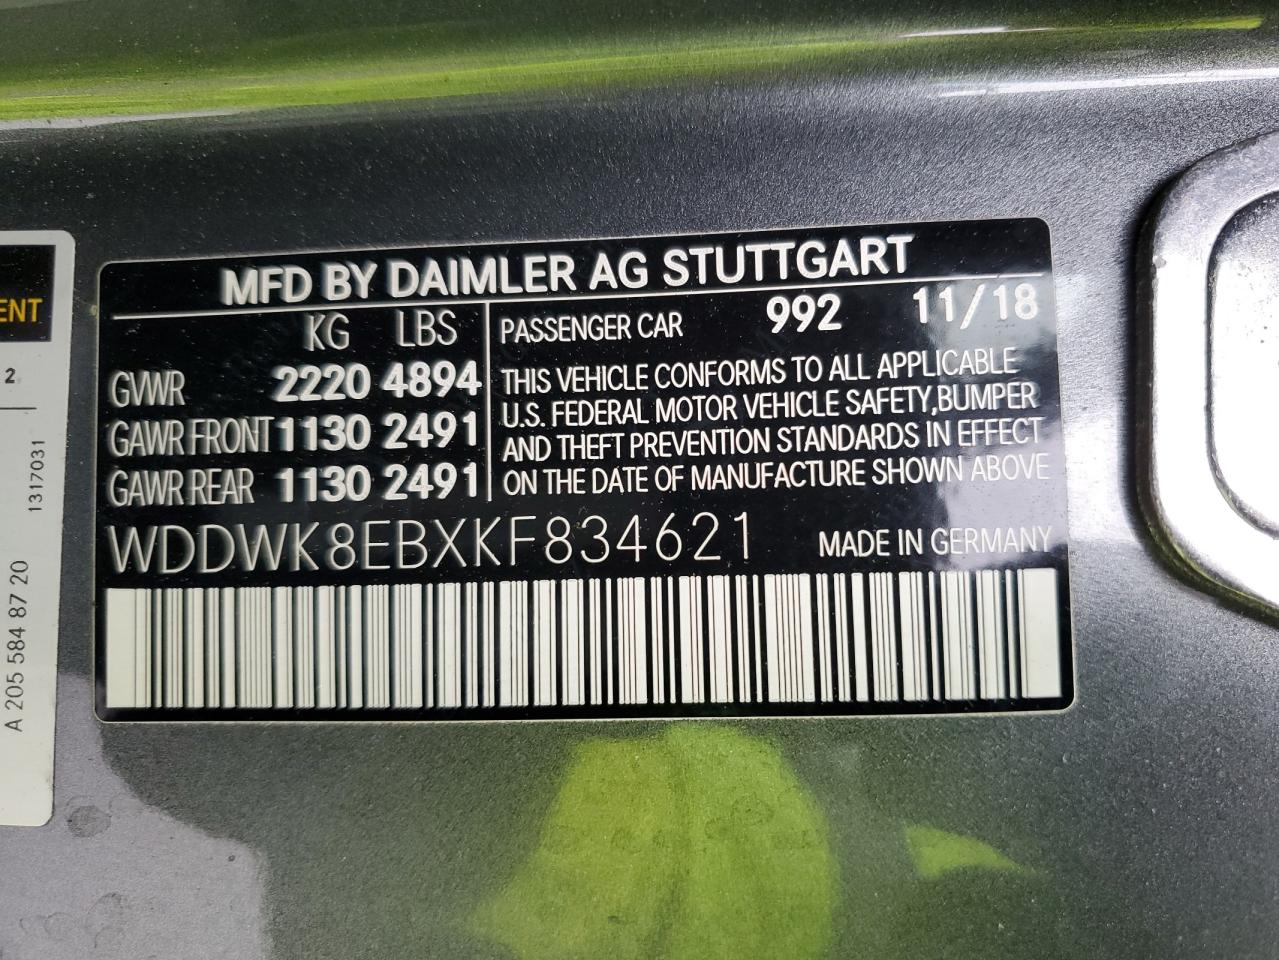 MFD BY DAIMLER AG STUTTGART
KG LBS
GVWR 2220 4894
GAWR FRONT 1130 2491
GAWR REAR 1130 2491
PASSENGER CAR 992 11/18
THIS VEHICLE CONFORMS TO ALL APPLICABLE
U.S. FEDERAL MOTOR VEHICLE SAFETY, BUMPER
AND THEFT PREVENTION STANDARDS IN EFFECT
ON THE DATE OF MANUFACTURE SHOWN ABOVE
WDDWK8EBXKF834621 MADE IN GERMANY
ENT
2
1317031
A 205 584 87 20